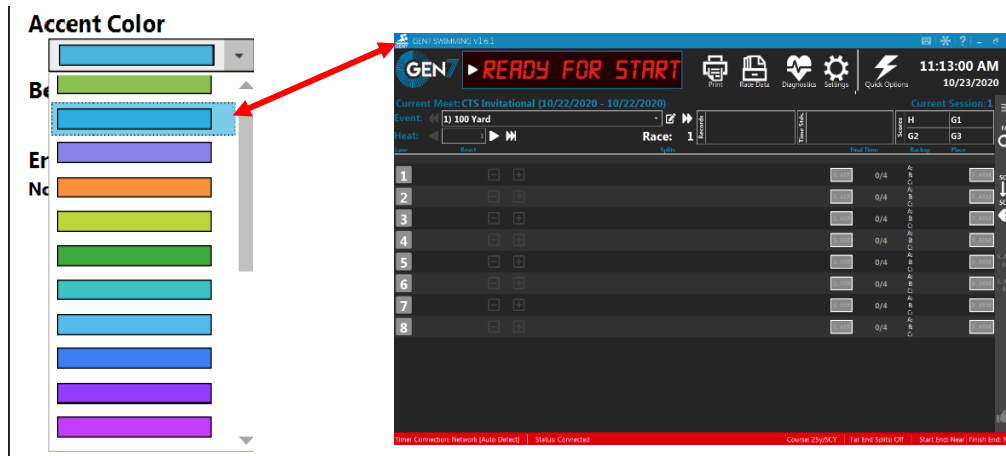 Accent Color
Be
Er
No
GEN7 SWIMMING V1.6.1
GEN7
READY FOR START
Print
Race Data
Diagnostics
Settings
Quick Options
11:13:00 AM
10/23/2020
Current Meet: CTS Invitational (10/22/2020 - 10/22/2020)
Current Session: 1
Event:
1) 100 Yard
Records
Time Stds.
Scores
H
G1
Heat:
1
Race: 1
G2
G3
Lane
React
Splits
Final Time
Backup
Place
1
0/4
A:
B:
C:
2
0/4
A:
B:
C:
3
0/4
A:
B:
C:
4
0/4
A:
B:
C:
5
0/4
A:
B:
C:
6
0/4
A:
B:
C:
7
0/4
A:
B:
C:
8
0/4
A:
B:
C:
Timer Connection: Network [Auto Detect]
Status: Connected
Course: 25y/SCY
Far End Splits: Off
Start End: Near
Finish End: N